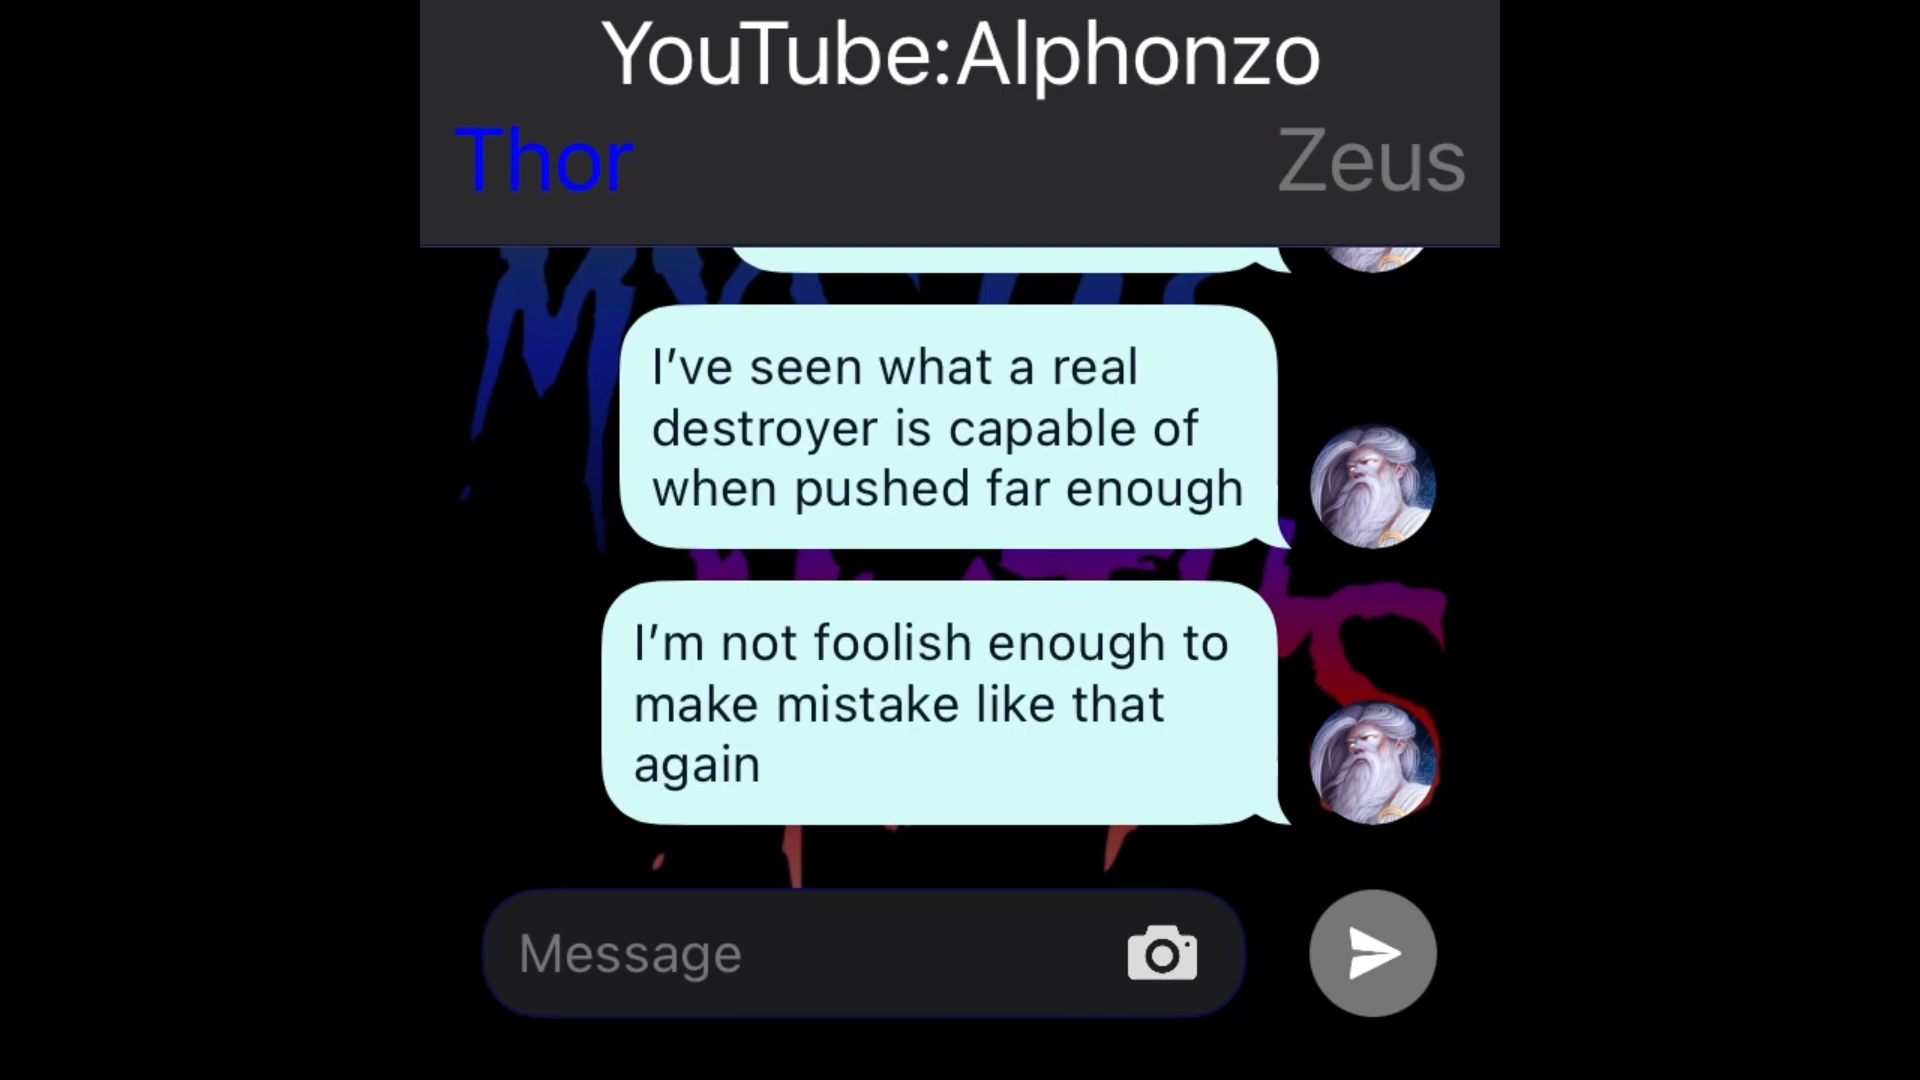 YouTube:Alphonzo
Thor
Zeus
I’ve seen what a real
destroyer is capable of
when pushed far enough
I’m not foolish enough to
make mistake like that
again
Message